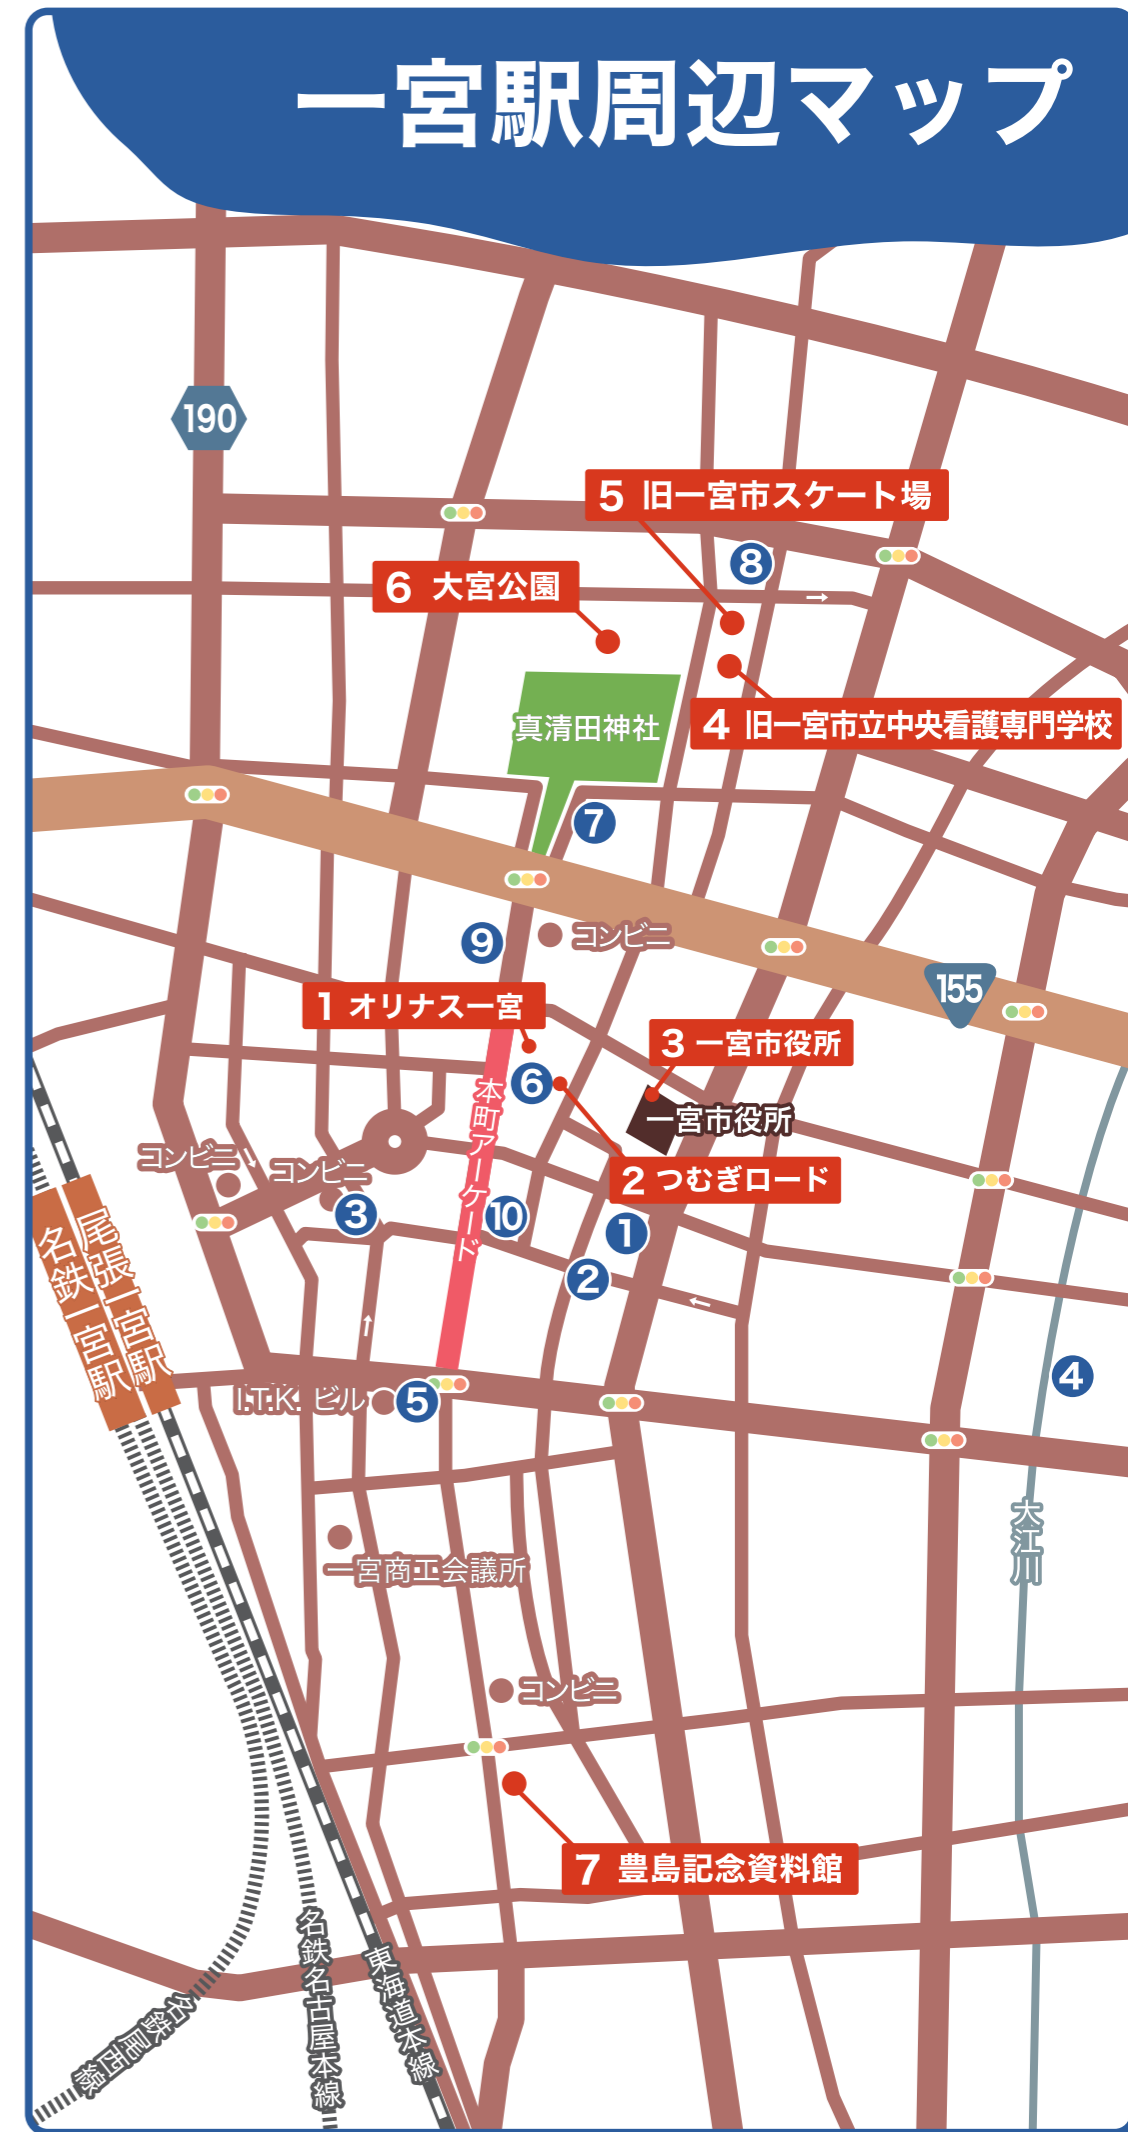 一宮駅周辺マップ
190
5 旧一宮市スケート場
8
6 大宮公園
真清田神社
4 旧一宮市立中央看護専門学校
7
9
コンビニ
155
1 オリナス一宮
3 一宮市役所
6
本町アーケード
一宮市役所
コンビニ
コンビニ
2 つむぎロード
3
10
1
2
尾張一宮駅
名鉄一宮駅
4
I.T.K. ビル
5
大江川
一宮商工会議所
コンビニ
7 豊島記念資料館
名鉄名古屋本線
東海道本線
名鉄尾西線